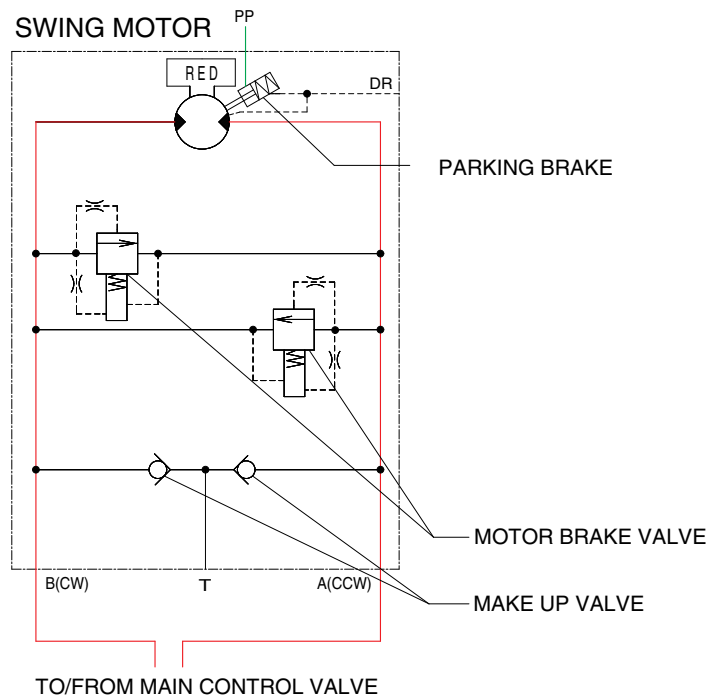 SWING MOTOR
PP
RED
DR
PARKING BRAKE
MOTOR BRAKE VALVE
B(CW)
T
A(CCW)
MAKE UP VALVE
TO/FROM MAIN CONTROL VALVE